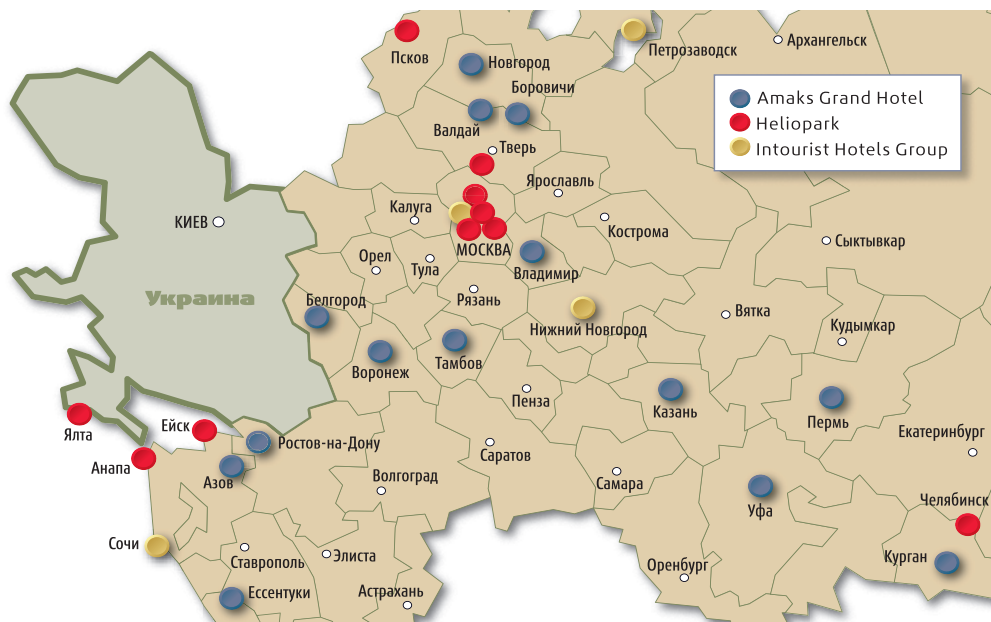 Псков
Новгород
Петрозаводск
Архангельск
Боровичи
Валдай
Тверь
Amaks Grand Hotel
Heliopark
Intourist Hotels Group
Ярославль
Калуга
Кострома
КИЕВ
МОСКВА
Сыктывкар
Орел
Тула
Владимир
Украина
Белгород
Рязань
Нижний Новгород
Вятка
Кудымкар
Воронеж
Тамбов
Пенза
Казань
Пермь
Ялта
Ейск
Ростов-на-Дону
Екатеринбург
Анапа
Азов
Волгоград
Саратов
Самара
Уфа
Челябинск
Сочи
Ставрополь
Элиста
Оренбург
Курган
Ессентуки
Астрахань